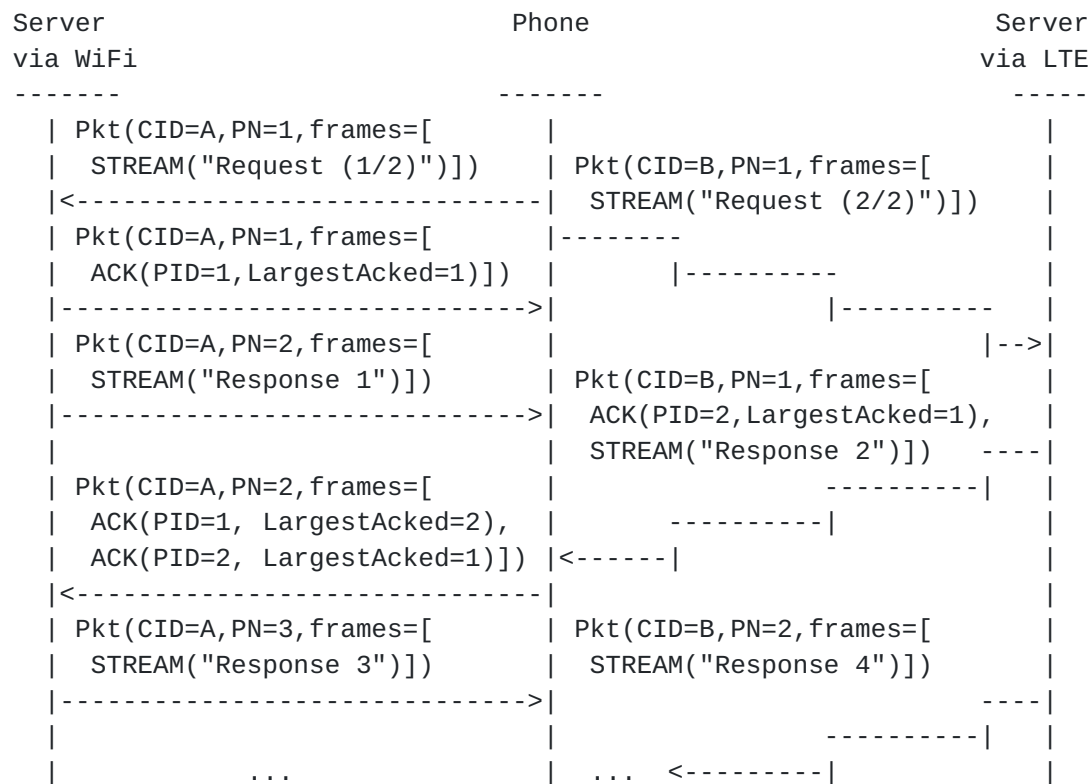 Server                          Phone                          Server
via WiFi                                                      via LTE
-------                        -------                          -----
  | Pkt(CID=A,PN=1,frames=[       |                               |
  |  STREAM("Request (1/2)")])    | Pkt(CID=B,PN=1,frames=[       |
  |<------------------------------|  STREAM("Request (2/2)")])    |
  | Pkt(CID=A,PN=1,frames=[       |--------                       |
  |  ACK(PID=1,LargestAcked=1)])  |       |----------             |
  |------------------------------>|                 |----------   |
  | Pkt(CID=A,PN=2,frames=[       |                           |-->|
  |  STREAM("Response 1")])       | Pkt(CID=B,PN=1,frames=[       |
  |------------------------------>|  ACK(PID=2,LargestAcked=1),   |
  |                               |  STREAM("Response 2")])   ----|
  | Pkt(CID=A,PN=2,frames=[       |                 ----------|   |
  |  ACK(PID=1, LargestAcked=2),  |       ----------|             |
  |  ACK(PID=2, LargestAcked=1)]) |<------|                       |
  |<------------------------------|                               |
  | Pkt(CID=A,PN=3,frames=[       | Pkt(CID=B,PN=2,frames=[       |
  |  STREAM("Response 3")])       |  STREAM("Response 4")])       |
  |------------------------------>|                           ----|
  |                               |                 ----------|   |
  |            ...                |  ...  <---------|             |